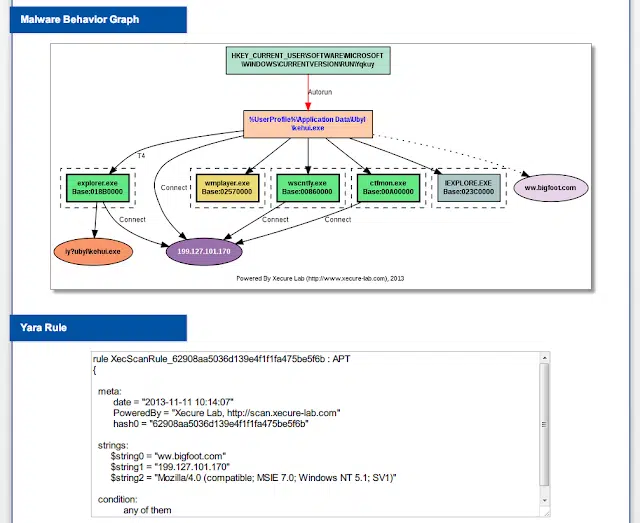 Malware Behavior Graph
HKEY_CURRENT_USER\SOFTWARE\MICROSOFT
\WINDOWS\CURRENTVERSION\RUN\Yqkuy
Autorun
%UserProfile%\Application Data\Ubyl
\kehui.exe
T4
explorer.exe
Base:018B0000
Connect
wmplayer.exe
Base:02570000
wscntfy.exe
Base:00860000
ctfmon.exe
Base:00A00000
IEXPLORE.EXE
Base:023C0000
ww.bigfoot.com
Connect
Connect
Connect
iy?ubyl\kehui.exe
199.127.101.170
Powered By Xecure Lab (http://www.xecure-lab.com), 2013
Yara Rule
rule XecScanRule_62908aa5036d139e4f1f1fa475be5f6b : APT
{
meta:
date = "2013-11-11 10:14:07"
PoweredBy = "Xecure Lab, http://scan.xecure-lab.com"
hash0 = "62908aa5036d139e4f1f1fa475be5f6b"
strings:
$string0 = "ww.bigfoot.com"
$string1 = "199.127.101.170"
$string2 = "Mozilla/4.0 (compatible; MSIE 7.0; Windows NT 5.1; SV1)"
condition:
any of them